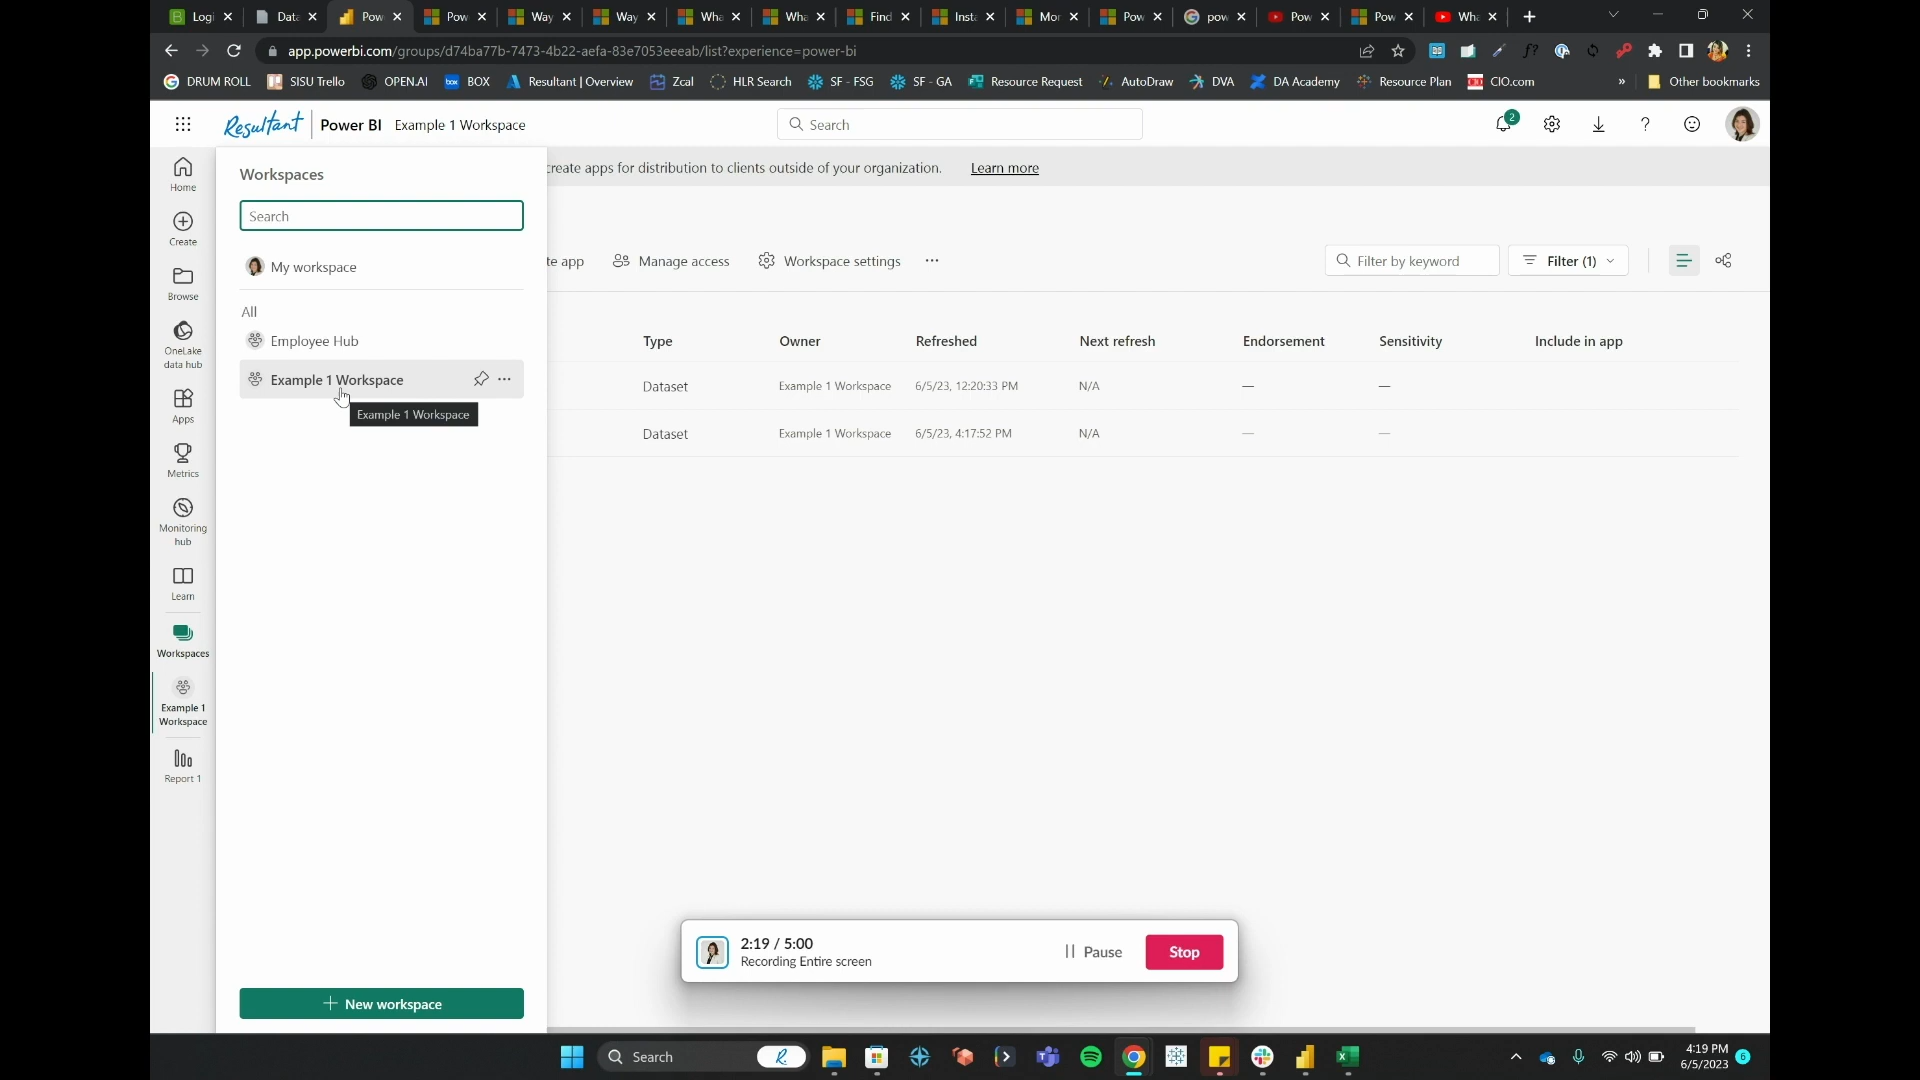 Logi
Data
Pow
Pow
Way
Way
Wha
Wha
Find
Inst
Mor
Pow
pow
Pow
Pow
Wha
app.powerbi.com/groups/d74ba77b-7473-4b22-aefa-83e7053eeeab/list?experience=power-bi
DRUM ROLL
SISU Trello
OPEN.AI
BOX
Resultant | Overview
Zcal
HLR Search
SF - FSG
SF - GA
Resource Request
AutoDraw
DVA
DA Academy
Resource Plan
CIO.com
»
Other bookmarks
Resultant
Power BI
Example 1 Workspace
Search
2
Home
Create
Browse
OneLake
data hub
Apps
Metrics
Monitoring
hub
Learn
Workspaces
Example 1
Workspace
Report 1
Workspaces
Search
My workspace
All
Employee Hub
Example 1 Workspace
Example 1 Workspace
New workspace
create apps for distribution to clients outside of your organization.
Learn more
te app
Manage access
Workspace settings
Filter by keyword
Filter (1)
Type Owner Refreshed Next refresh Endorsement Sensitivity Include in app
Dataset Example 1 Workspace 6/5/23, 12:20:33 PM N/A — —
Dataset Example 1 Workspace 6/5/23, 4:17:52 PM N/A — —
2:19 / 5:00
Recording Entire screen
Pause
Stop
Search
4:19 PM
6/5/2023
6